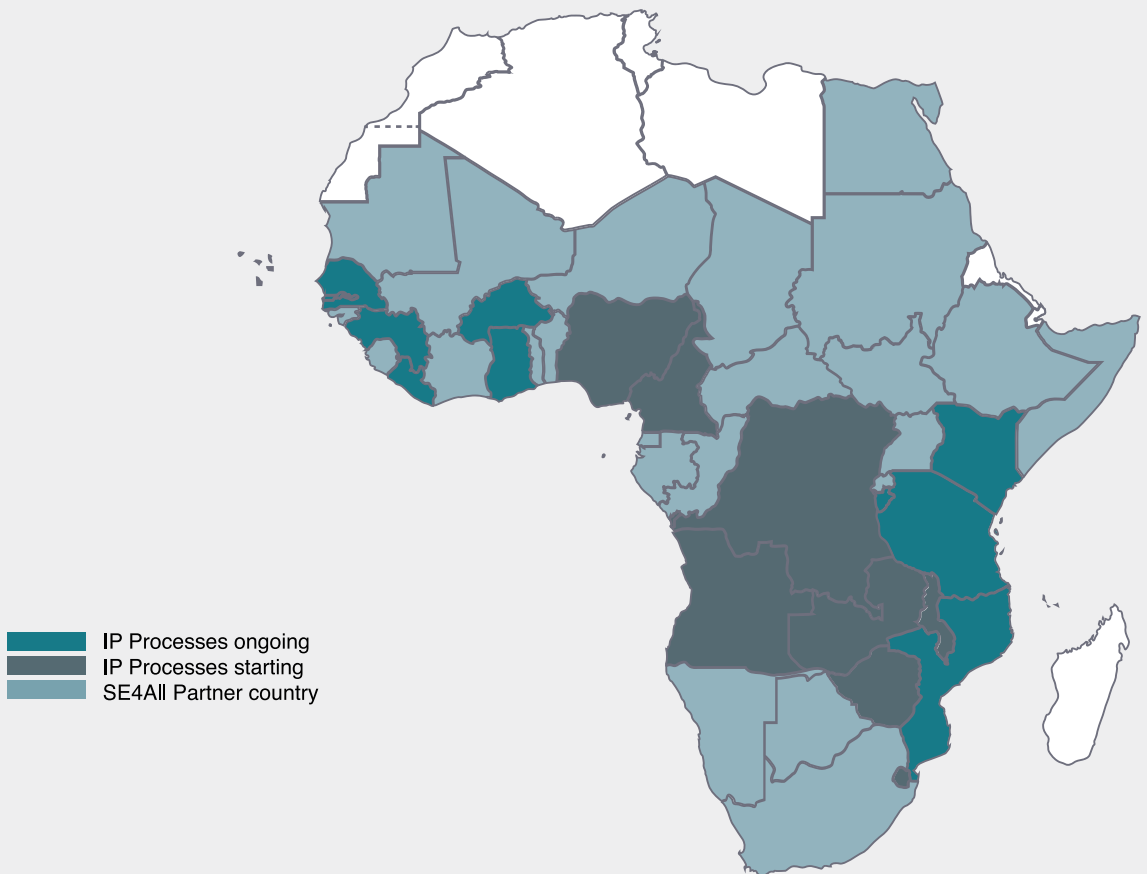 IP Processes ongoing
IP Processes starting
SE4All Partner country